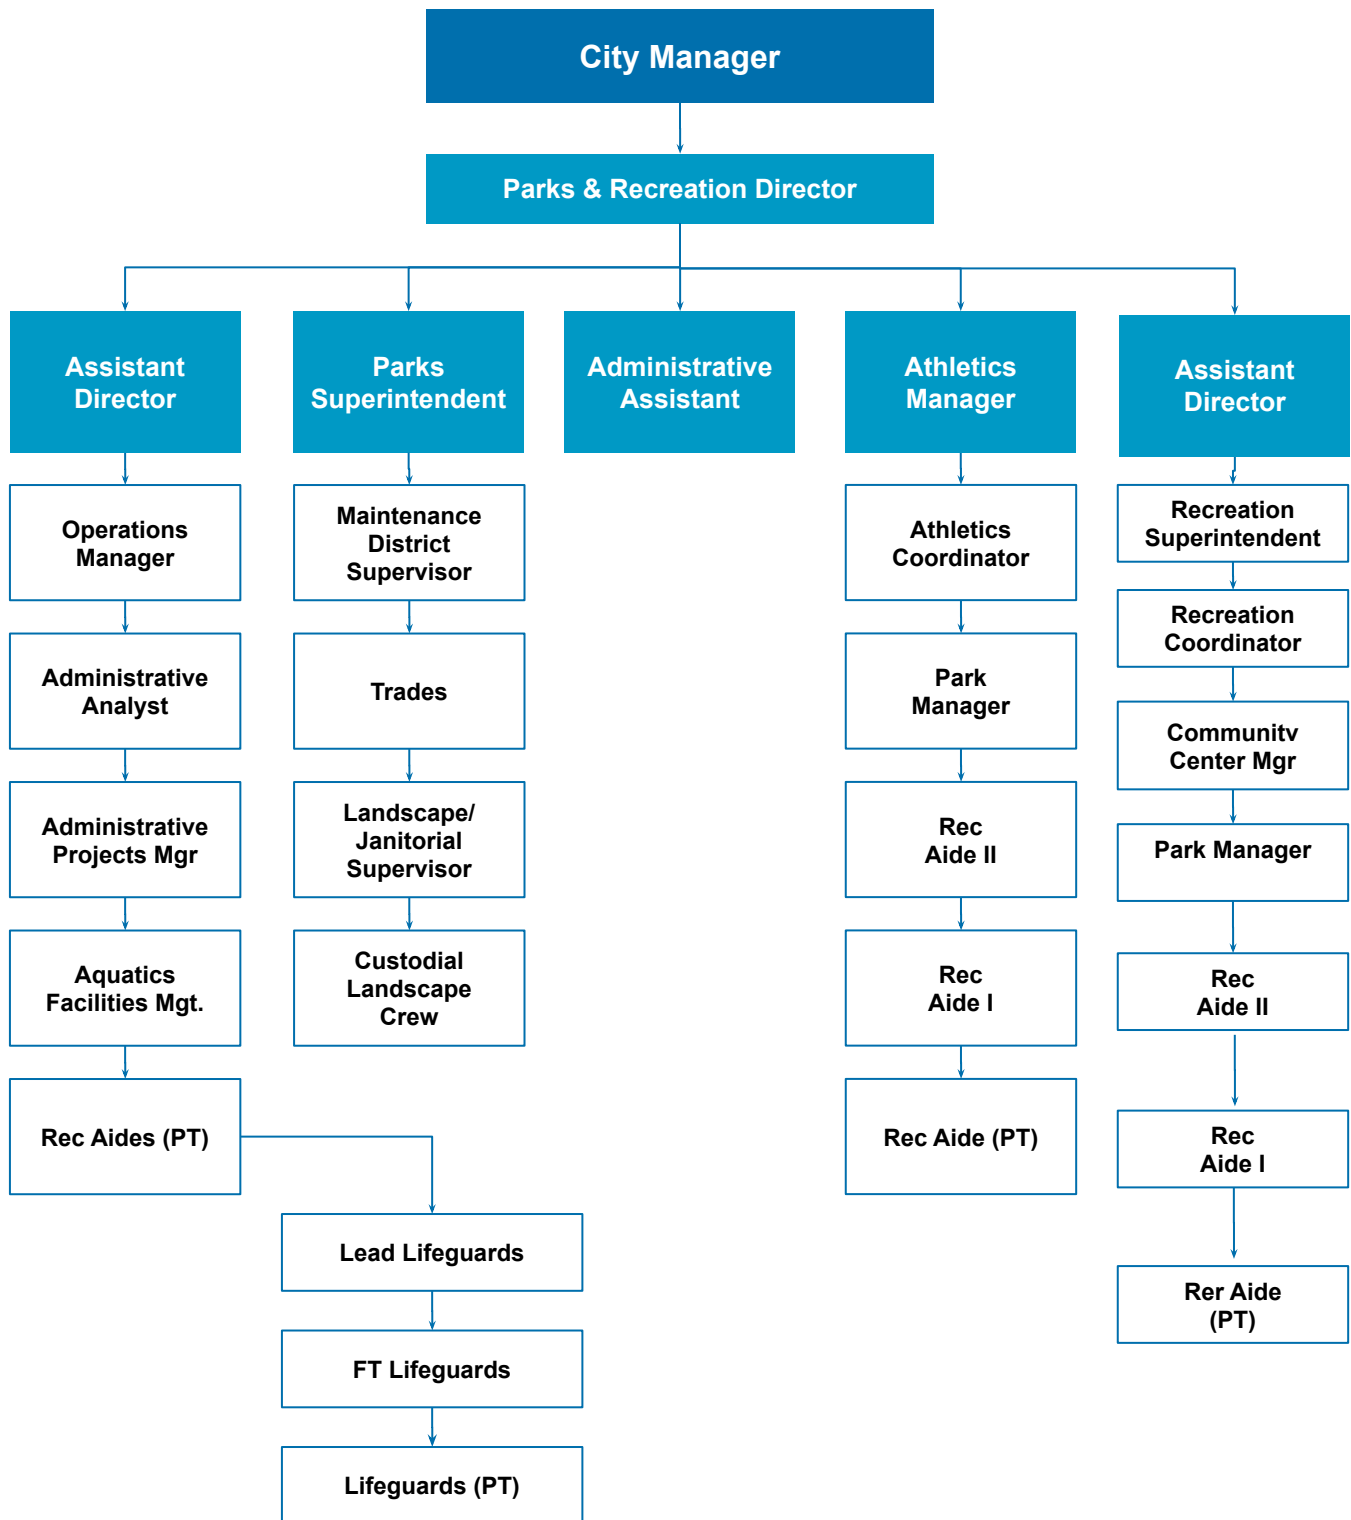 City Manager
Parks & Recreation Director
Assistant
Director
Parks
Superintendent
Administrative
Assistant
Athletics
Manager
Assistant
Director
Operations
Manager
Administrative
Analyst
Administrative
Projects Mgr
Aquatics
Facilities Mgt.
Rec Aides (PT)
Lead Lifeguards
FT Lifeguards
Lifeguards (PT)
Maintenance
District
Supervisor
Trades
Landscape/
Janitorial
Supervisor
Custodial
Landscape
Crew
Athletics
Coordinator
Park
Manager
Rec
Aide II
Rec
Aide I
Rec Aide (PT)
Recreation
Superintendent
Recreation
Coordinator
Communitv
Center Mgr
Park Manager
Rec
Aide II
Rec
Aide I
Rer Aide
(PT)